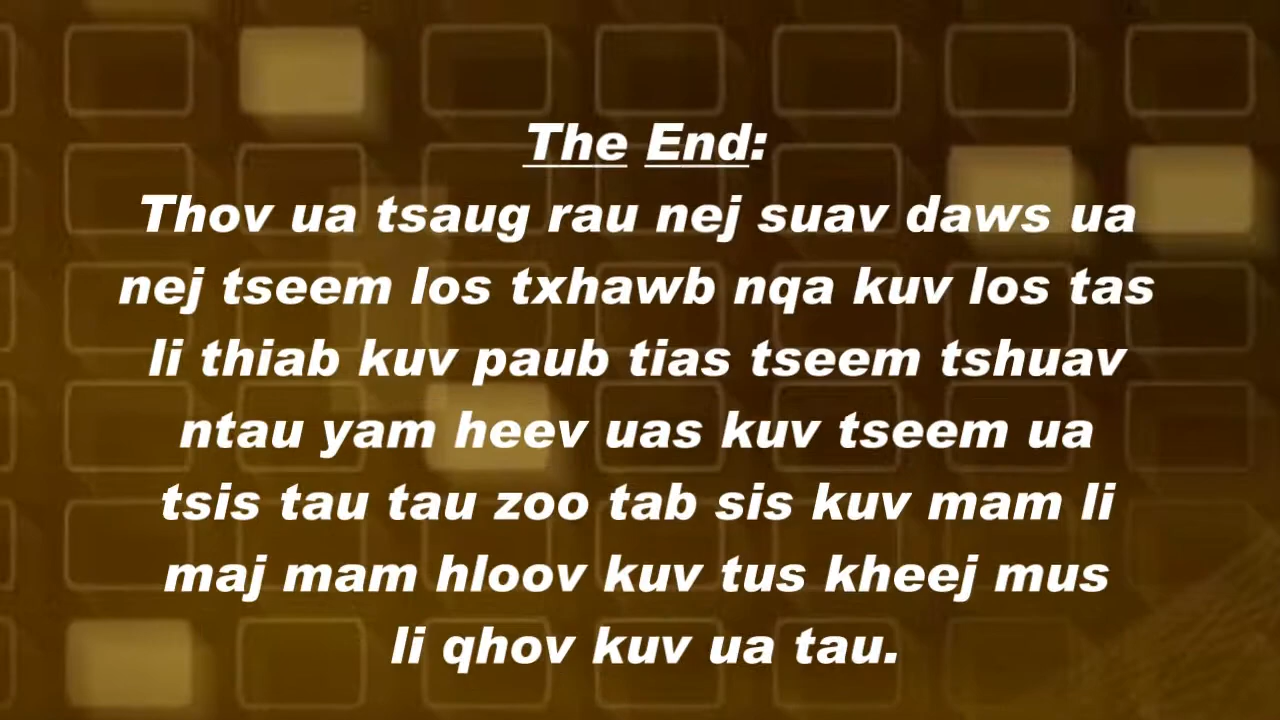 The End:
Thov ua tsaug rau nej suav daws ua
nej tseem los txhawb nqa kuv los tas
li thiab kuv paub tias tseem tshuav
ntau yam heev uas kuv tseem ua
tsis tau tau zoo tab sis kuv mam li
maj mam hloov kuv tus kheej mus
li qhov kuv ua tau.